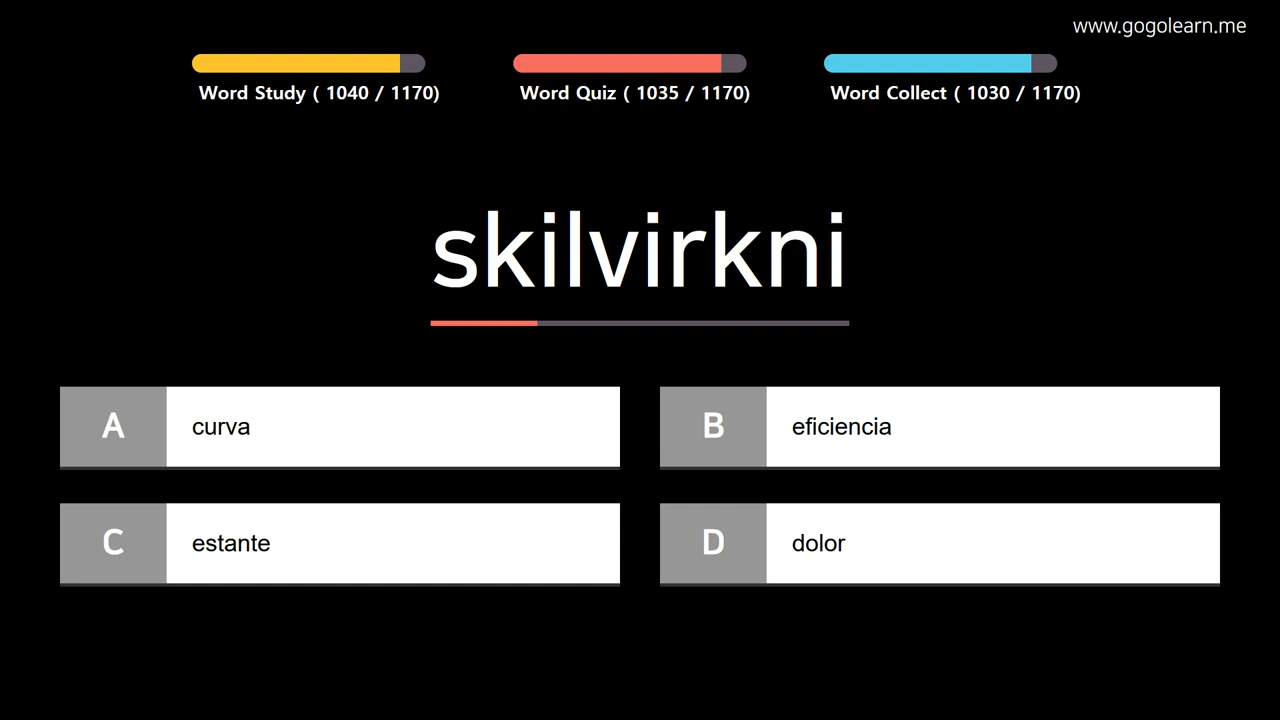 www.gogolearn.me
Word Study ( 1040 / 1170)
Word Quiz ( 1035 / 1170)
Word Collect ( 1030 / 1170)
skilvirkni
A curva
B eficiencia
C estante
D dolor